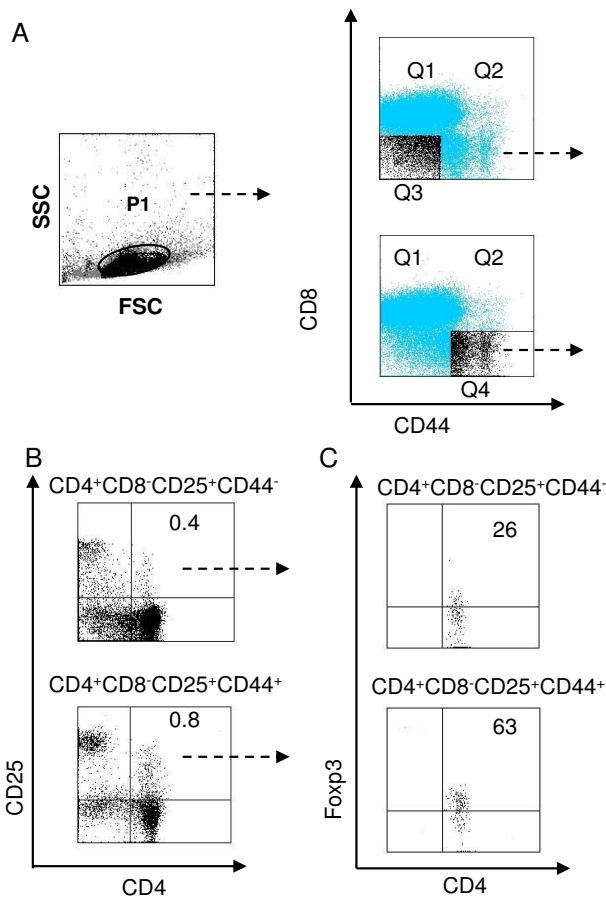 A
SSC
P1
FSC
CD8
Q1 Q2
Q3
Q1 Q2
Q4
CD44
B
CD4⁺CD8⁻CD25⁺CD44⁻
0.4
CD4⁺CD8⁻CD25⁺CD44⁺
0.8
CD25
CD4
C
CD4⁺CD8⁻CD25⁺CD44⁻
26
CD4⁺CD8⁻CD25⁺CD44⁺
63
Foxp3
CD4